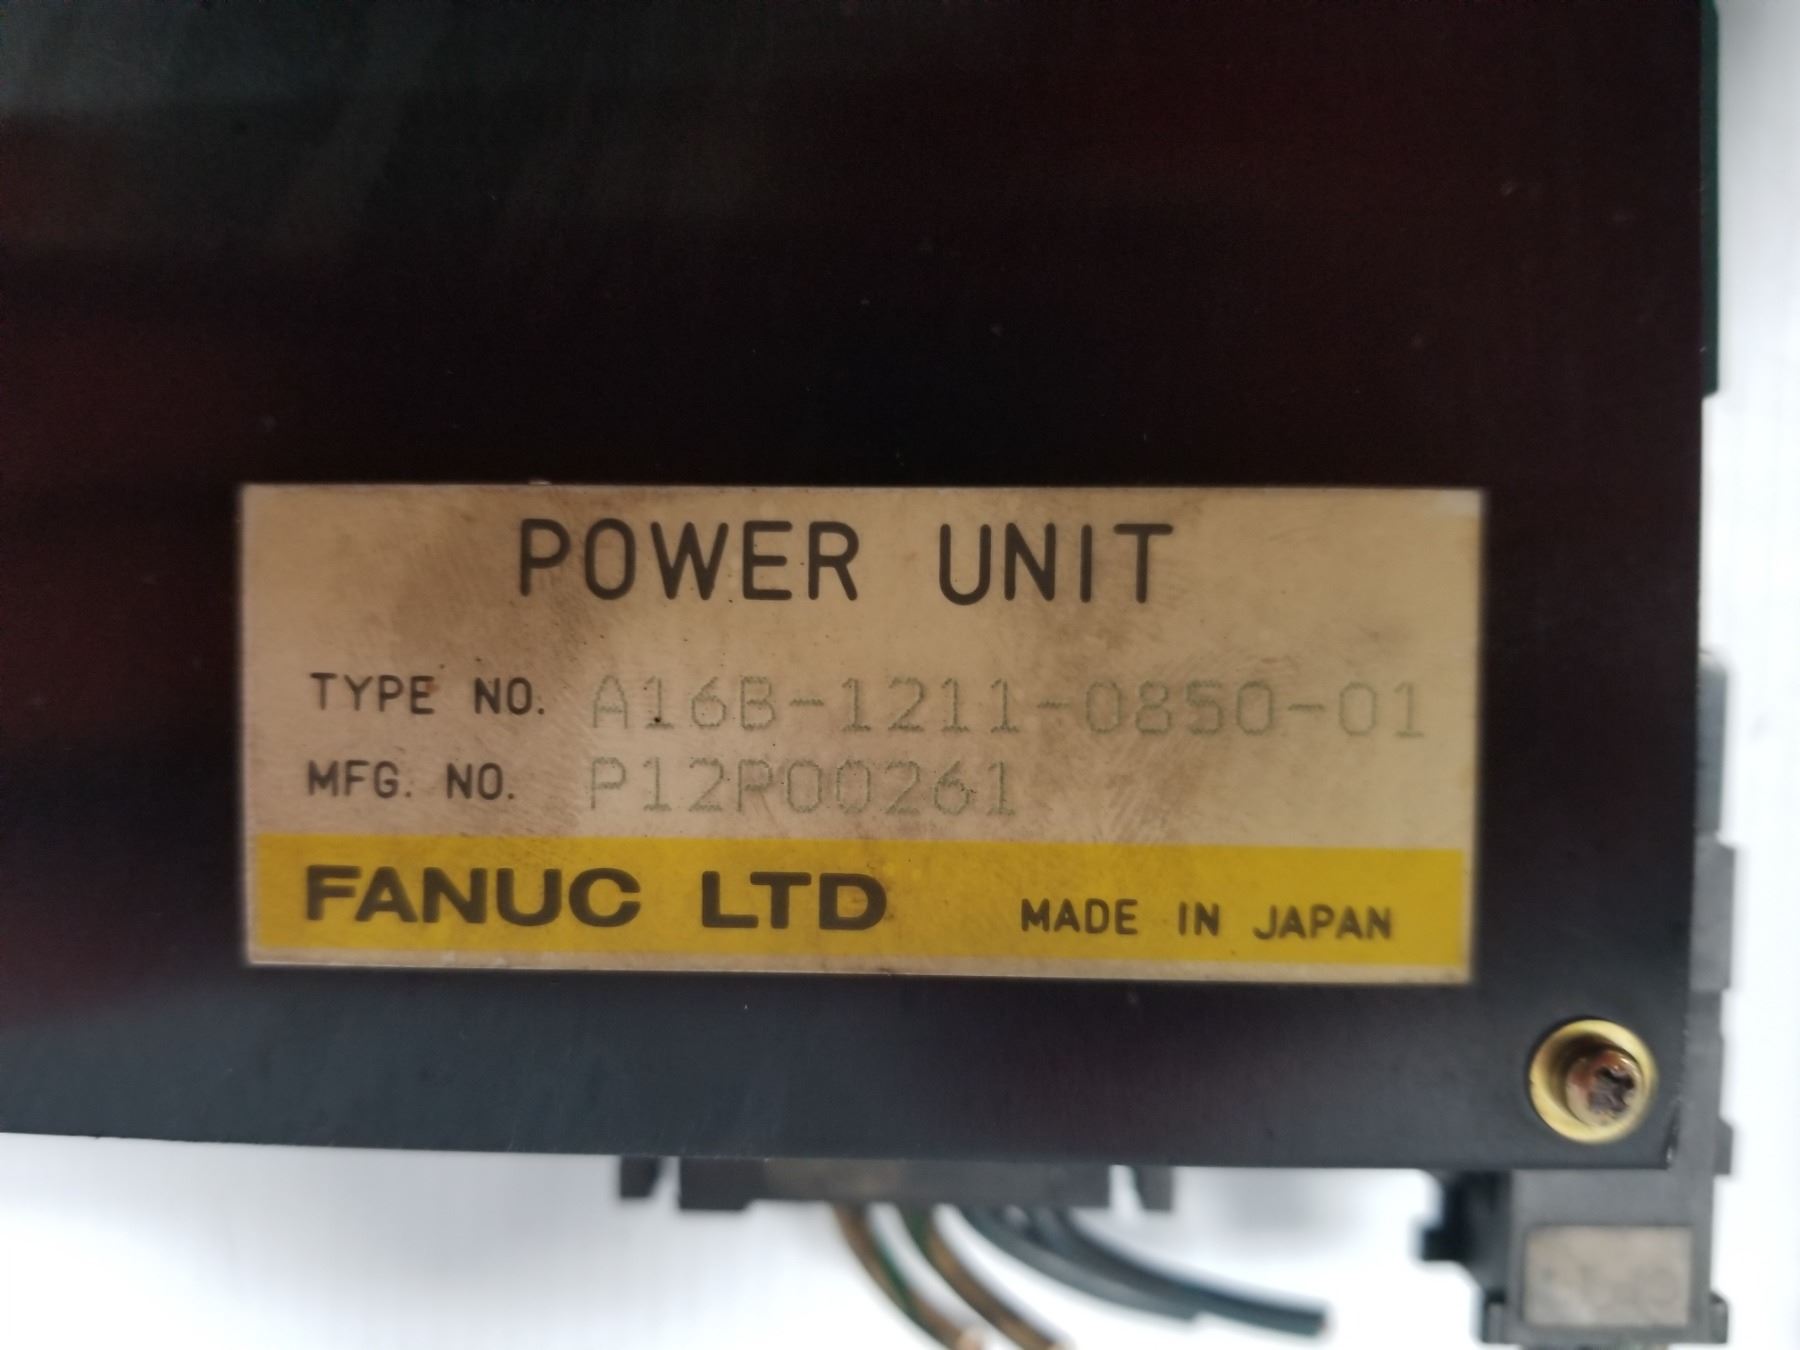 POWER UNIT
TYPE NO. A16B-1211-0850-01
MFG. NO. P12P00261
FANUC LTD MADE IN JAPAN